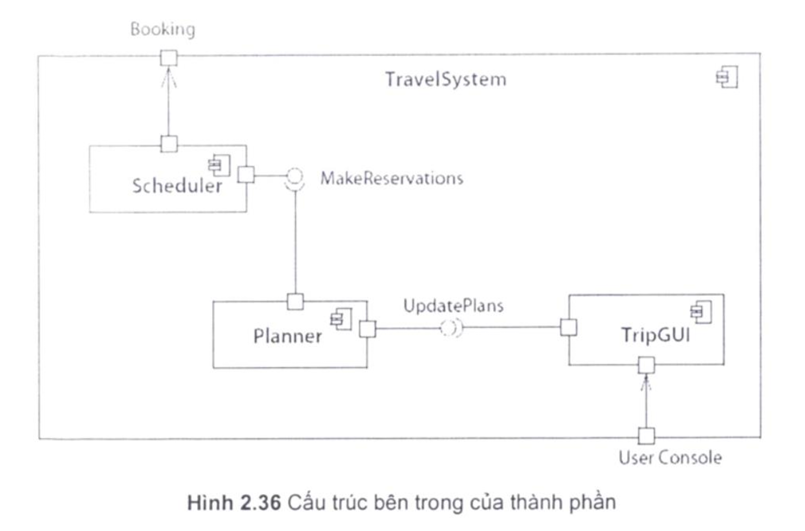 Booking
TravelSystem
Scheduler
MakeReservations
UpdatePlans
Planner
TripGUI
User Console
Hình 2.36 Cấu trúc bên trong của thành phần